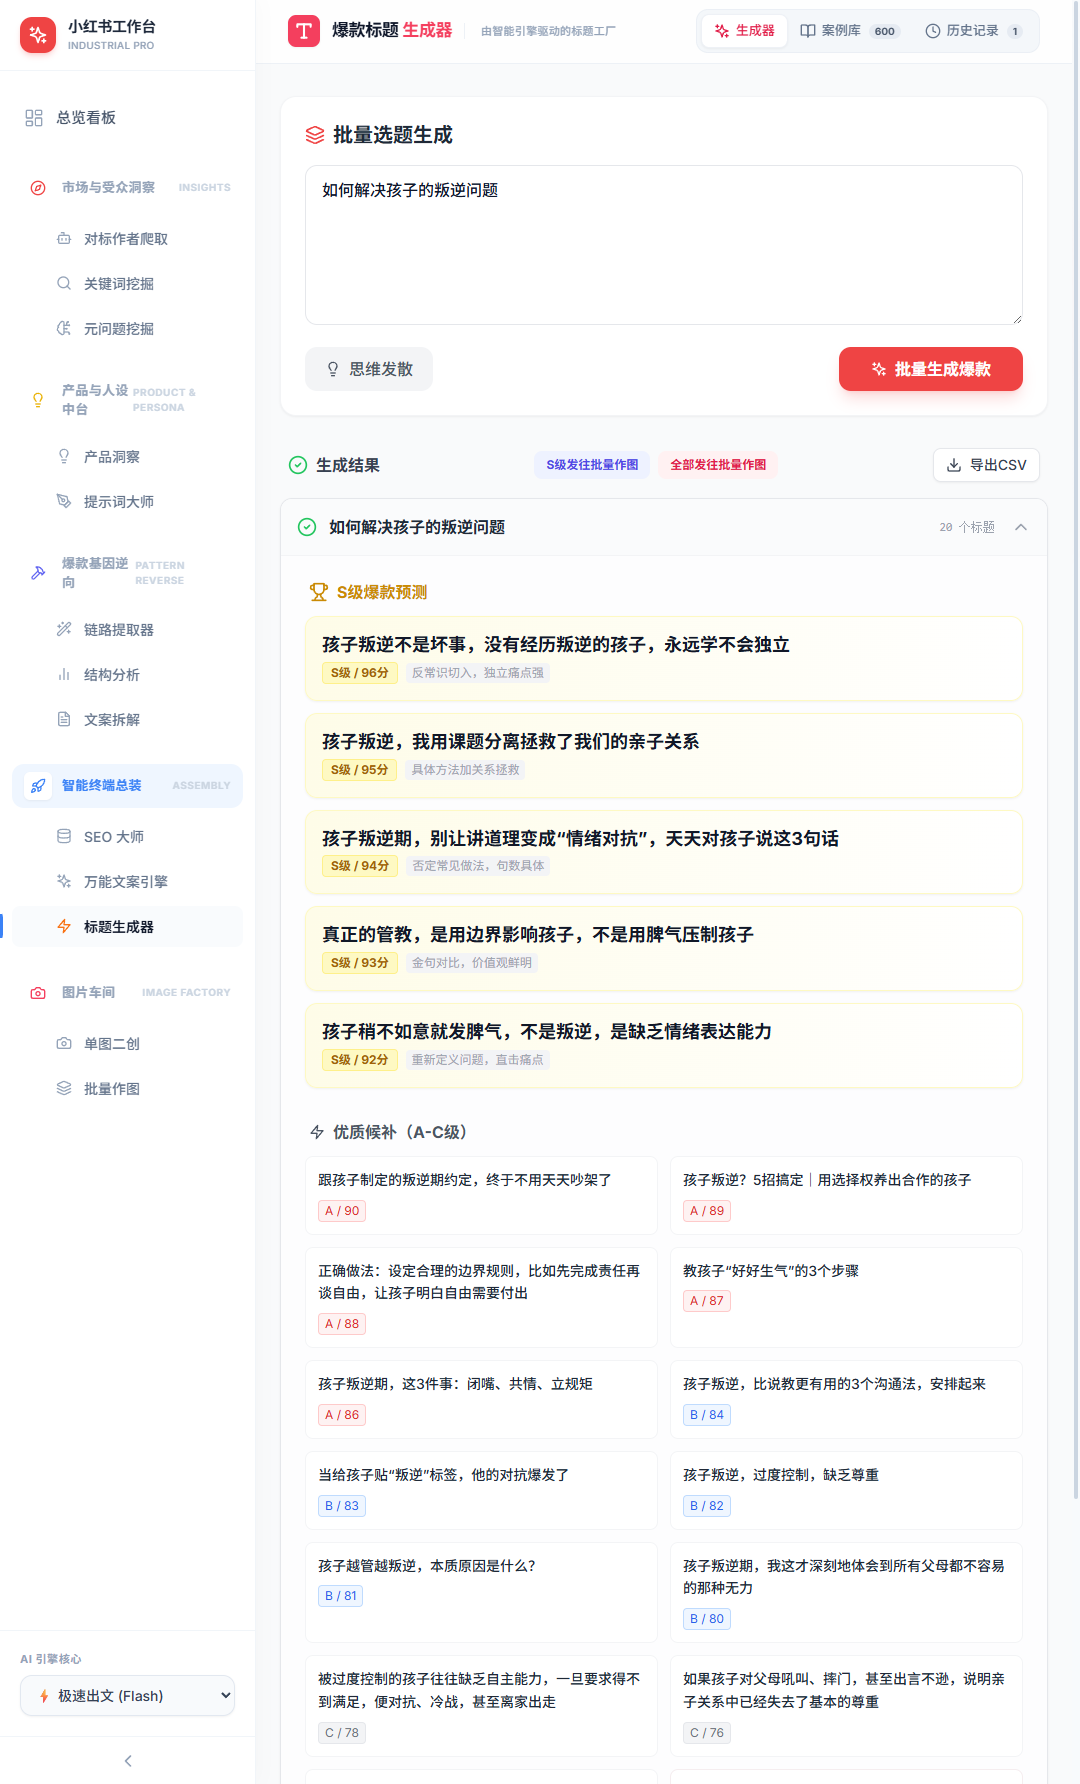 小红书工作台
INDUSTRIAL PRO
总览看板
市场与受众洞察 INSIGHTS
对标作者爬取
关键词挖掘
元问题挖掘
产品与人设中台 PRODUCT & PERSONA
产品洞察
提示词大师
爆款基因逆向 PATTERN REVERSE
链路提取器
结构分析
文案拆解
智能终端总装 ASSEMBLY
SEO 大师
万能文案引擎
标题生成器
图片车间 IMAGE FACTORY
单图二创
批量作图
AI 引擎核心
极速出文 (Flash)
爆款标题 生成器
由智能引擎驱动的标题工厂
生成器
案例库 600
历史记录 1
批量选题生成
如何解决孩子的叛逆问题
思维发散
批量生成爆款
生成结果
S级发往批量作图
全部发往批量作图
导出CSV
如何解决孩子的叛逆问题
20 个标题
S级爆款预测
孩子叛逆不是坏事，没有经历叛逆的孩子，永远学不会独立
S级 / 96分 反常识切入，独立痛点强
孩子叛逆，我用课题分离拯救了我们的亲子关系
S级 / 95分 具体方法加关系拯救
孩子叛逆期，别让讲道理变成“情绪对抗”，天天对孩子说这3句话
S级 / 94分 否定常见做法，句数具体
真正的管教，是用边界影响孩子，不是用脾气压制孩子
S级 / 93分 金句对比，价值观鲜明
孩子稍不如意就发脾气，不是叛逆，是缺乏情绪表达能力
S级 / 92分 重新定义问题，直击痛点
优质候补（A-C级）
跟孩子制定的叛逆期约定，终于不用天天吵架了
A / 90
孩子叛逆？5招搞定｜用选择权养出合作的孩子
A / 89
正确做法：设定合理的边界规则，比如先完成责任再
谈自由，让孩子明白自由需要付出
A / 88
教孩子“好好生气”的3个步骤
A / 87
孩子叛逆期，这3件事：闭嘴、共情、立规矩
A / 86
孩子叛逆，比说教更有用的3个沟通法，安排起来
B / 84
当给孩子贴“叛逆”标签，他的对抗爆发了
B / 83
孩子叛逆，过度控制，缺乏尊重
B / 82
孩子越管越叛逆，本质原因是什么？
B / 81
孩子叛逆期，我这才深刻地体会到所有父母都不容易
的那种无力
B / 80
被过度控制的孩子往往缺乏自主能力，一旦要求得不
到满足，便对抗、冷战，甚至离家出走
C / 78
如果孩子对父母吼叫、摔门，甚至出言不逊，说明亲
子关系中已经失去了基本的尊重
C / 76